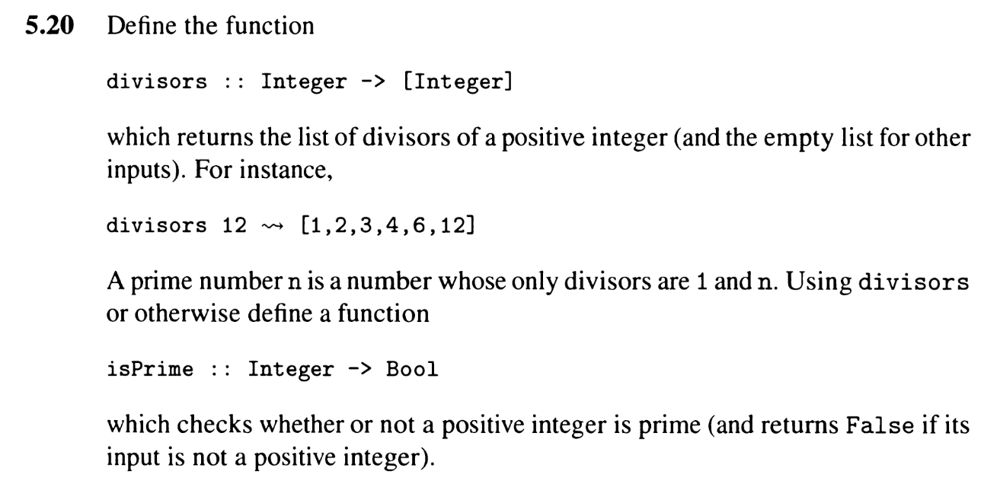 5.20 Define the function
divisors :: Integer -> [Integer]
which returns the list of divisors of a positive integer (and the empty list for other
inputs). For instance,
divisors 12 ⇝ [1,2,3,4,6,12]
A prime number n is a number whose only divisors are 1 and n. Using divisors
or otherwise define a function
isPrime :: Integer -> Bool
which checks whether or not a positive integer is prime (and returns False if its
input is not a positive integer).